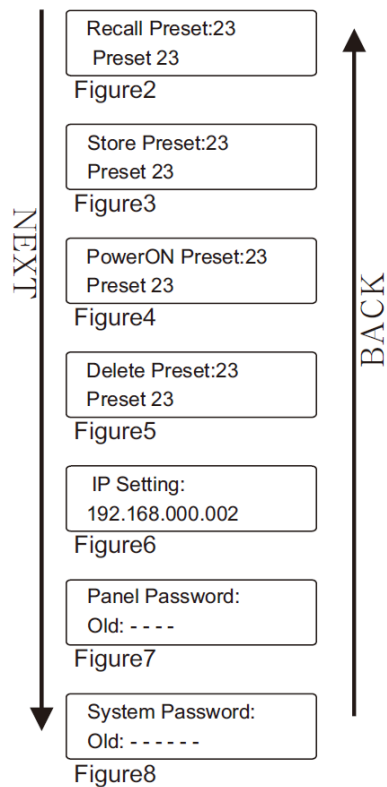 Recall Preset:23
Preset 23
Figure2
Store Preset:23
Preset 23
Figure3
NEXT
PowerON Preset:23
Preset 23
Figure4
BACK
Delete Preset:23
Preset 23
Figure5
IP Setting:
192.168.000.002
Figure6
Panel Password:
Old: - - - -
Figure7
System Password:
Old: - - - - - -
Figure8